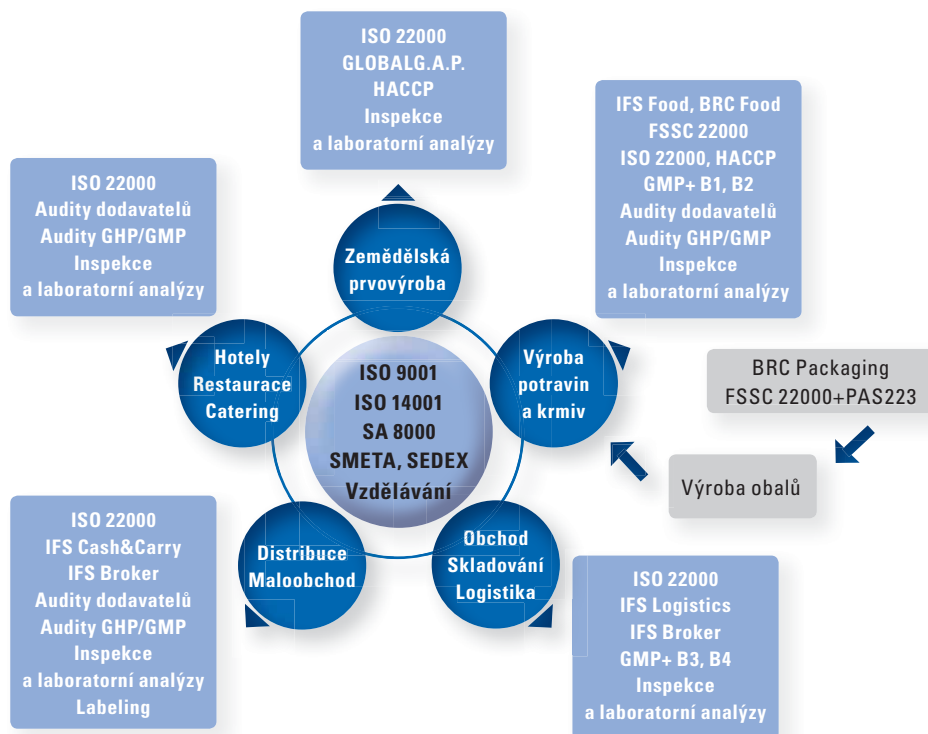 ISO 22000
GLOBALG.A.P.
HACCP
Inspekce
a laboratorní analýzy
IFS Food, BRC Food
FSSC 22000
ISO 22000, HACCP
GMP+ B1, B2
Audity dodavatelů
Audity GHP/GMP
Inspekce
a laboratorní analýzy
ISO 22000
Audity dodavatelů
Audity GHP/GMP
Inspekce
a laboratorní analýzy
Zemědělská
prvovýroba
Hotely
Restaurace
Catering
ISO 9001
ISO 14001
SA 8000
SMETA, SEDEX
Vzdělávání
Výroba
potravin
a krmiv
BRC Packaging
FSSC 22000+PAS223
Výroba obalů
ISO 22000
IFS Cash&Carry
IFS Broker
Audity dodavatelů
Audity GHP/GMP
Inspekce
a laboratorní analýzy
Labeling
Distribuce
Maloobchod
Obchod
Skladování
Logistika
ISO 22000
IFS Logistics
IFS Broker
GMP+ B3, B4
Inspekce
a laboratorní analýzy